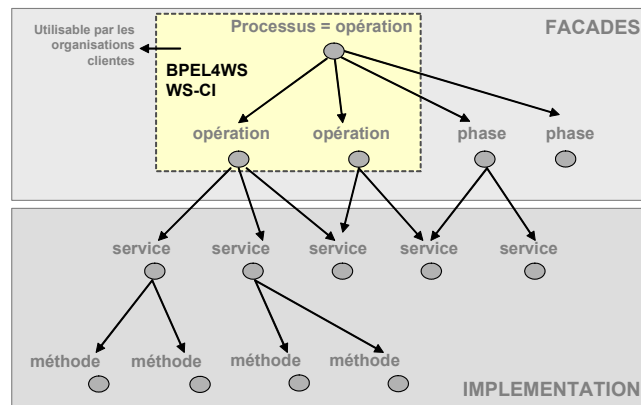 Utilisable par les
organisations
clientes
Processus = opération
FACADES
BPEL4WS
WS-CI
opération
opération
phase
phase
service
service
service
service
service
méthode
méthode
méthode
méthode
IMPLEMENTATION